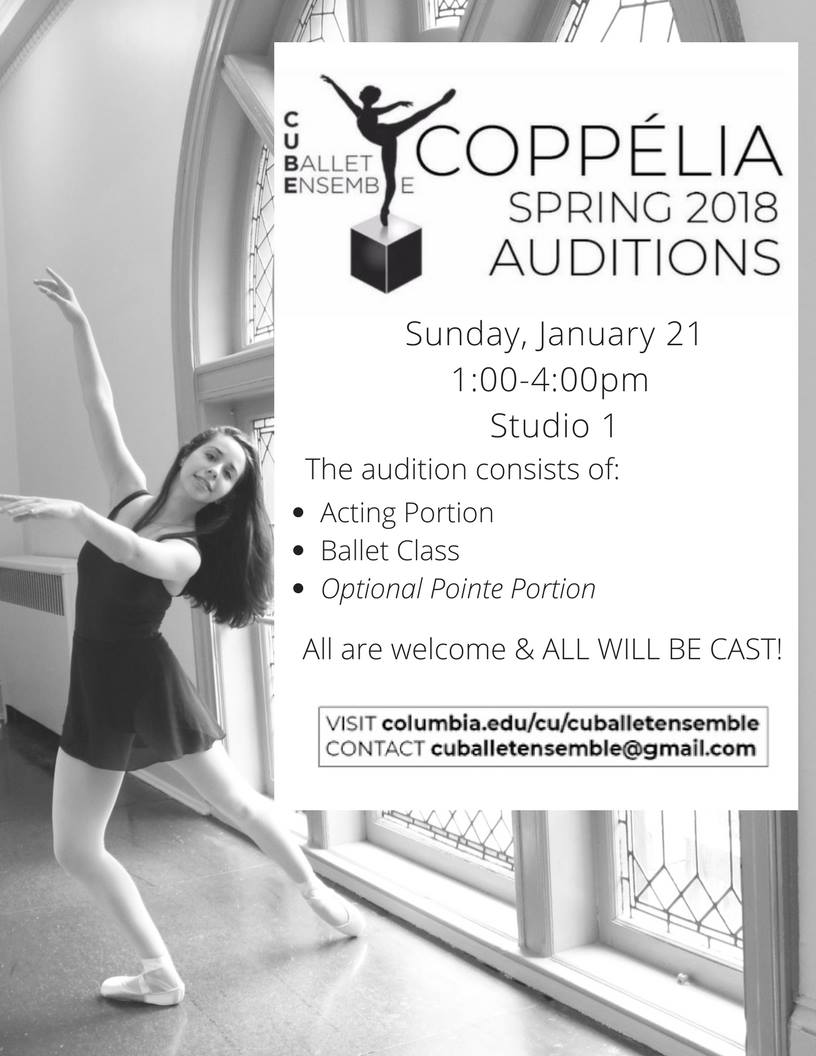 CU
BALLET
ENSEMBLE
COPPÉLIA
SPRING 2018
AUDITIONS
Sunday, January 21
1:00-4:00pm
Studio 1
The audition consists of:
• Acting Portion
• Ballet Class
• Optional Pointe Portion
All are welcome & ALL WILL BE CAST!
VISIT columbia.edu/cu/cuballetensemble
CONTACT cuballetensemble@gmail.com